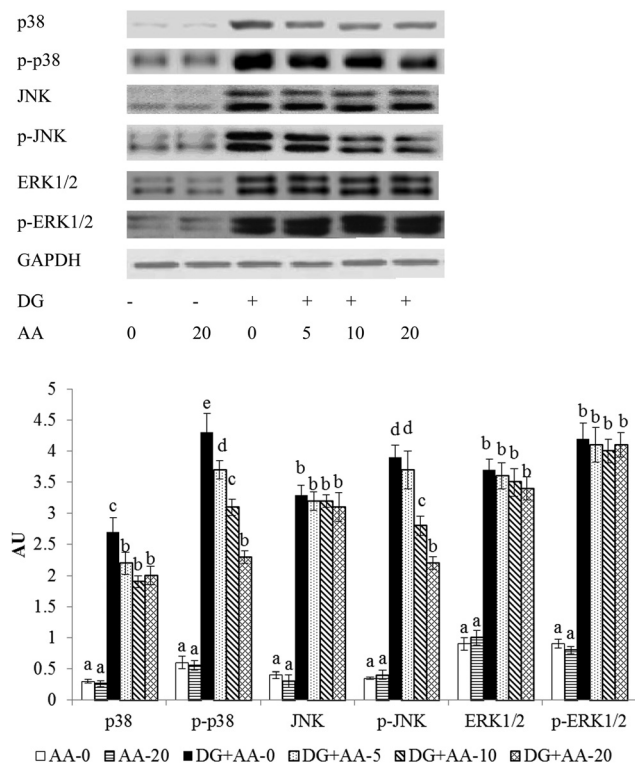 p38
p-p38
JNK
p-JNK
ERK1/2
p-ERK1/2
GAPDH
DG - - + + + +
AA 0 20 0 5 10 20
5
4.5
4
3.5
3
2.5
2
1.5
1
0.5
0
AU
a a c b b b
a a e d c b
a a b b b b
a a d d c b
a a b b b b
a a b b b b
p38 p-p38 JNK p-JNK ERK1/2 p-ERK1/2
AA-0 AA-20 DG+AA-0 DG+AA-5 DG+AA-10 DG+AA-20